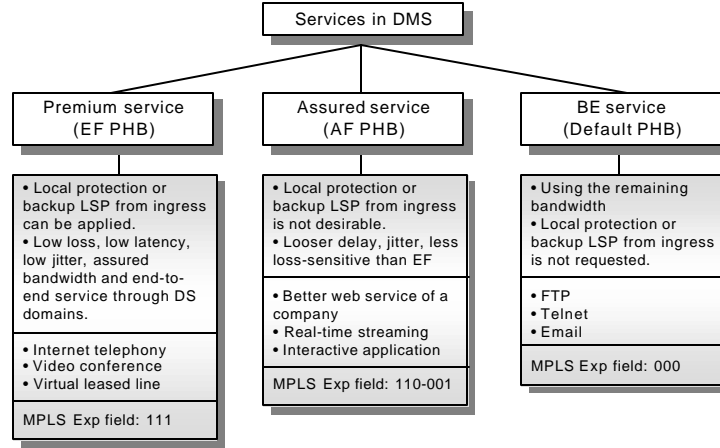 Services in DMS
Premium service
(EF PHB)
• Local protection or
backup LSP from ingress
can be applied.
• Low loss, low latency,
low jitter, assured
bandwidth and end-to-
end service through DS
domains.
• Internet telephony
• Video conference
• Virtual leased line
MPLS Exp field: 111
Assured service
(AF PHB)
• Local protection or
backup LSP from ingress
is not desirable.
• Looser delay, jitter, less
loss-sensitive than EF
• Better web service of a
company
• Real-time streaming
• Interactive application
MPLS Exp field: 110-001
BE service
(Default PHB)
• Using the remaining
bandwidth
• Local protection or
backup LSP from ingress
is not requested.
• FTP
• Telnet
• Email
MPLS Exp field: 000